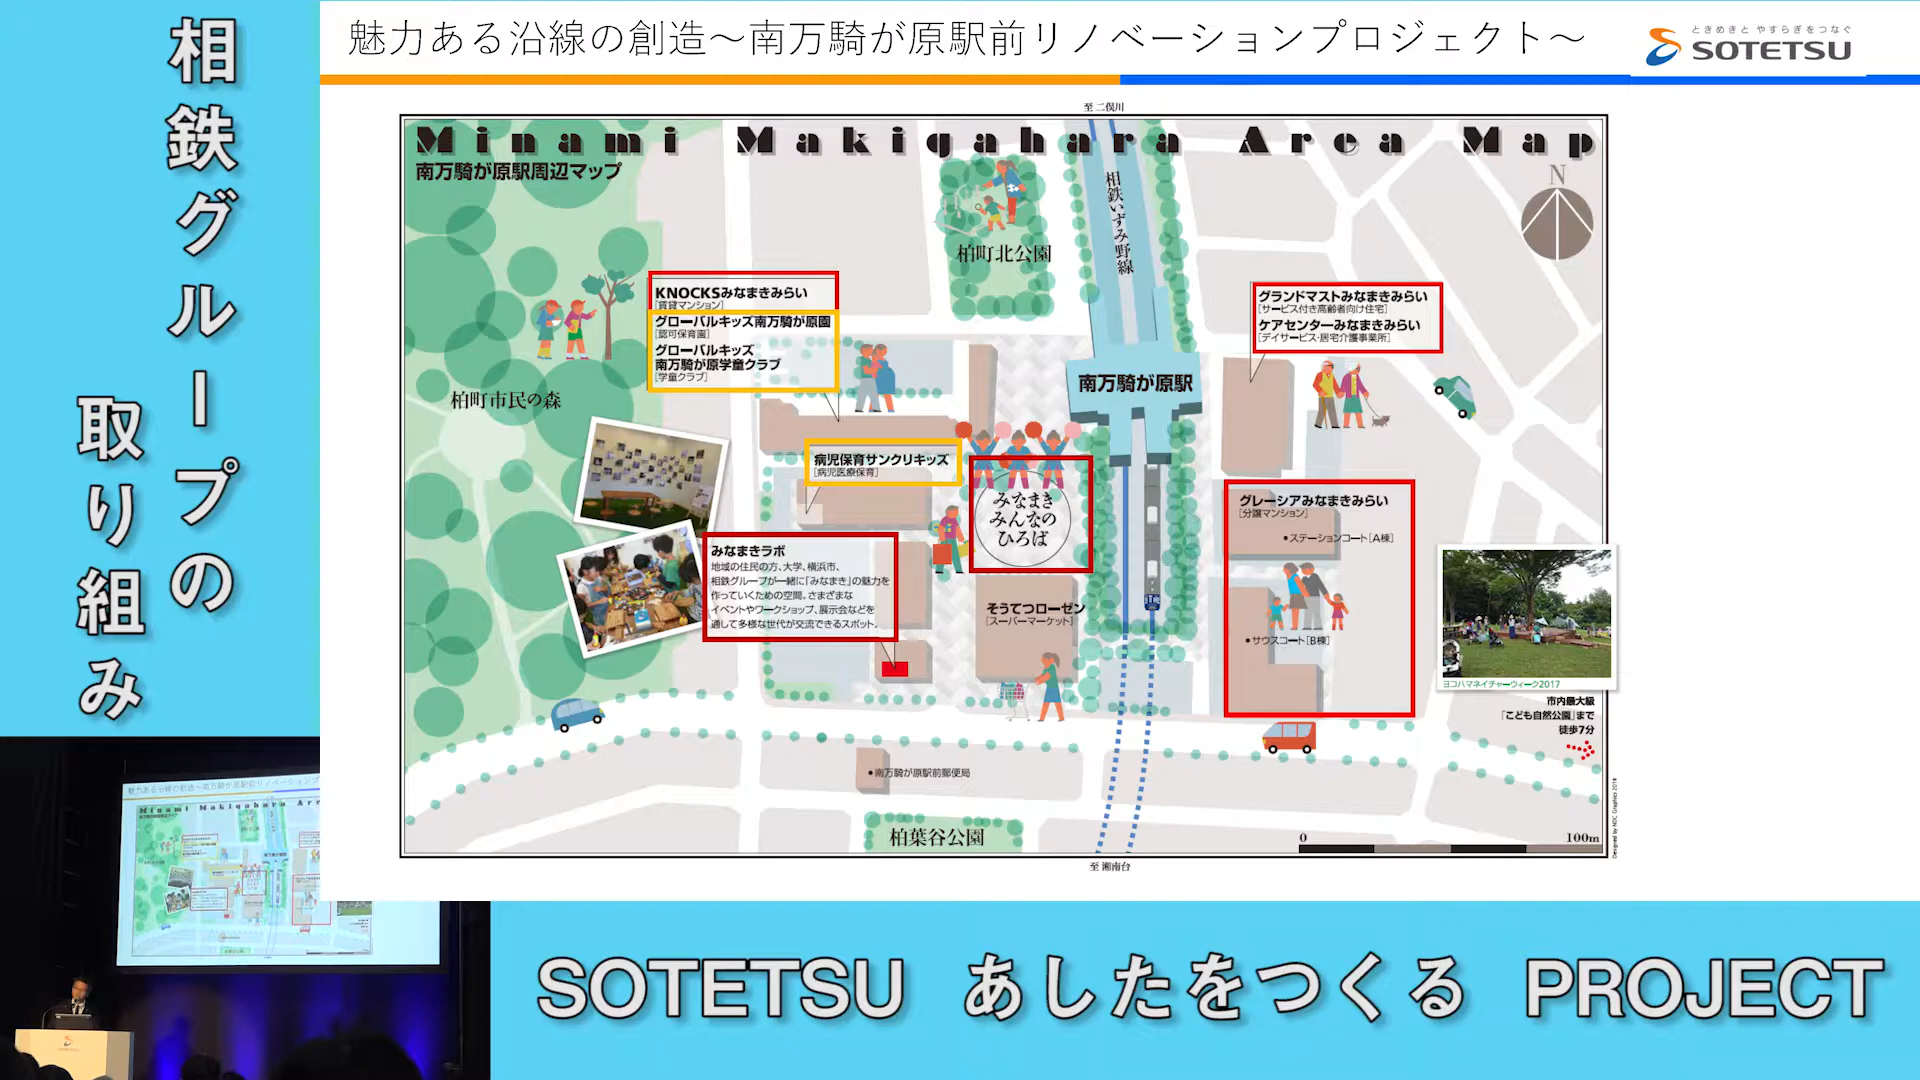 相鉄グループの
取り組み
魅力ある沿線の創造～南万騎が原駅前リノベーションプロジェクト～
ときめきと やすらぎをつなぐ
SOTETSU
至 二俣川
Minami Makigahara Area Map
南万騎が原駅周辺マップ
N
相鉄いずみ野線
柏町北公園
KNOCKSみなまきみらい
[賃貸マンション]
グローバルキッズ南万騎が原園
[認可保育園]
グローバルキッズ
南万騎が原学童クラブ
[学童クラブ]
グランドマストみなまきみらい
[サービス付き高齢者向け住宅]
ケアセンターみなまきみらい
[デイサービス・居宅介護事業所]
南万騎が原駅
柏町市民の森
病児保育サンクリキッズ
[病児医療保育]
みなまき
みんなの
ひろば
グレーシアみなまきみらい
[分譲マンション]
●ステーションコート[A棟]
●サウスコート[B棟]
みなまきラボ
地域の住民の方、大学、横浜市、
相鉄グループが一緒に「みなまき」の魅力を
作っていくための空間。さまざまな
イベントやワークショップ、展示会などを
通して多様な世代が交流できるスポット。
そうてつローゼン
[スーパーマーケット]
ヨコハマネイチャーウィーク2017
市内最大級
「こども自然公園」まで
徒歩7分
●南万騎が原駅前郵便局
柏葉谷公園
0 100m
Designed by NDC Graphics 2018
至 湘南台
SOTETSU あしたをつくる PROJECT